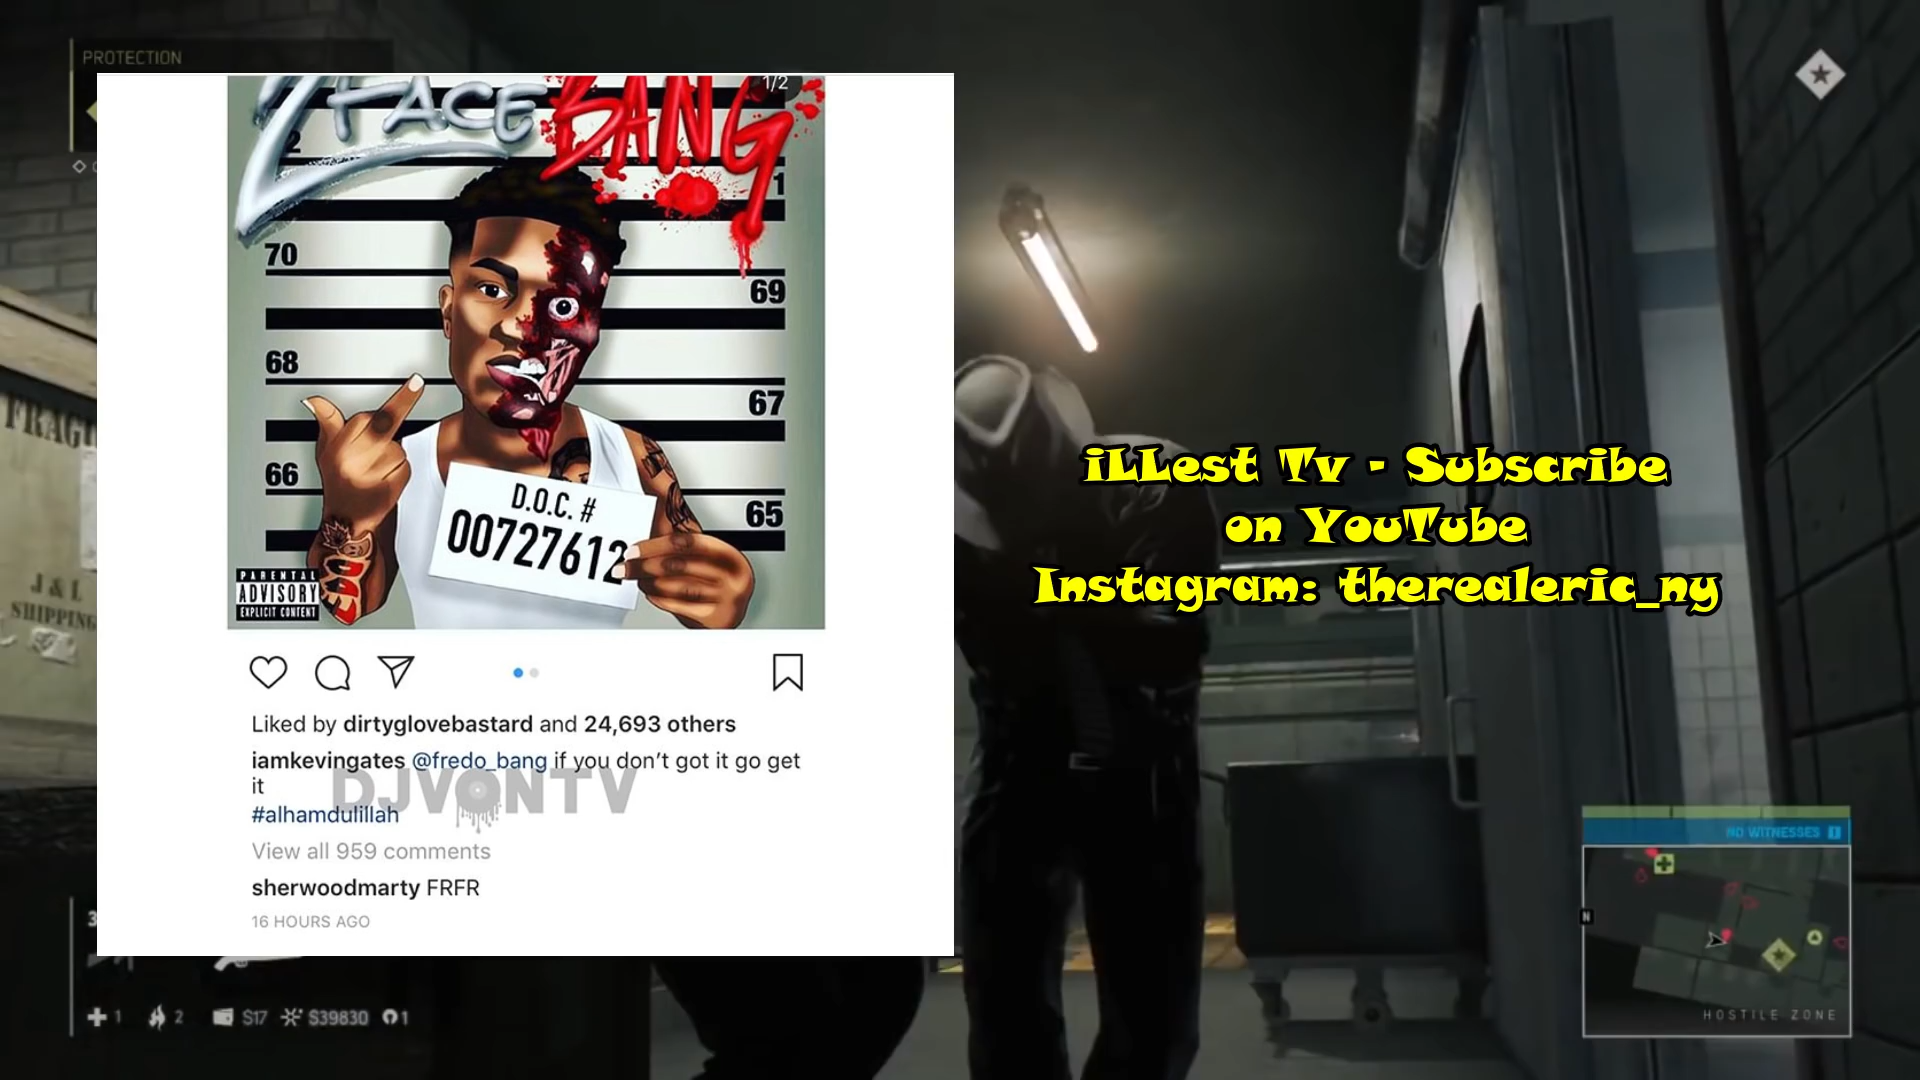 PROTECTION
1/2
2FACE BANG
2
1
70
69
68
67
66
65
D.O.C. #
00727612
PARENTAL
ADVISORY
EXPLICIT CONTENT
FRAGI
J & L
SHIPPING
iLLest Tv - Subscribe
on YouTube
Instagram: therealeric_ny
Liked by dirtyglovebastard and 24,693 others
iamkevingates @fredo_bang if you don't got it go get
it
DJVONTV
#alhamdulillah
View all 959 comments
sherwoodmarty FRFR
16 HOURS AGO
NO WITNESSES
N
HOSTILE ZONE
3
1 2 $17 $39830 1